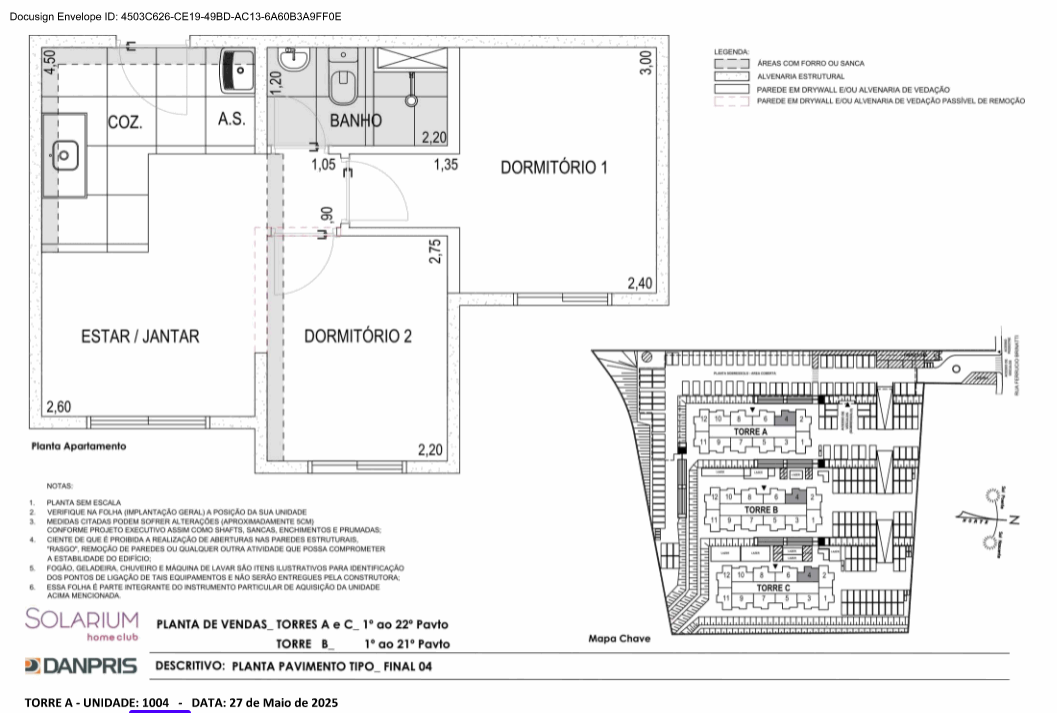 Docusign Envelope ID: 4503C626-CE19-49BD-AC13-6A60B3A9FF0E
4,50
COZ.
A.S.
1,20
BANHO
2,20
3,00
1,05
1,35
DORMITÓRIO 1
,90
2,75
2,40
ESTAR / JANTAR
DORMITÓRIO 2
2,60
2,20
LEGENDA:
ÁREAS COM FORRO OU SANCA
ALVENARIA ESTRUTURAL
PAREDE EM DRYWALL E/OU ALVENARIA DE VEDAÇÃO
PAREDE EM DRYWALL E/OU ALVENARIA DE VEDAÇÃO PASSÍVEL DE REMOÇÃO
Planta Apartamento
NOTAS:
1. PLANTA SEM ESCALA
2. VERIFIQUE NA FOLHA (IMPLANTAÇÃO GERAL) A POSIÇÃO DA SUA UNIDADE
3. MEDIDAS CITADAS PODEM SOFRER ALTERAÇÕES (APROXIMADAMENTE 5CM)
CONFORME PROJETO EXECUTIVO ASSIM COMO SHAFTS, SANCAS, ENCHIMENTOS E PRUMADAS;
4. CIENTE DE QUE É PROIBIDA A REALIZAÇÃO DE ABERTURAS NAS PAREDES ESTRUTURAIS,
"RASGO", REMOÇÃO DE PAREDES OU QUALQUER OUTRA ATIVIDADE QUE POSSA COMPROMETER
A ESTABILIDADE DO EDIFÍCIO;
5. FOGÃO, GELADEIRA, CHUVEIRO E MÁQUINA DE LAVAR SÃO ITENS ILUSTRATIVOS PARA IDENTIFICAÇÃO
DOS PONTOS DE LIGAÇÃO DE TAIS EQUIPAMENTOS E NÃO SERÃO ENTREGUES PELA CONSTRUTORA;
6. ESSA FOLHA É PARTE INTEGRANTE DO INSTRUMENTO PARTICULAR DE AQUISIÇÃO DA UNIDADE
ACIMA MENCIONADA.
RUA FERRUCIO BRINATTI
12 10 8 6 4 2
TORRE A
11 9 7 5 3 1
12 10 8 6 4 2
TORRE B
11 9 7 5 3 1
12 10 8 6 4 2
TORRE C
11 9 7 5 3 1
NORTE
N
Mapa Chave
SOLARIUM
home club
PLANTA DE VENDAS_ TORRES A e C_ 1º ao 22º Pavto
TORRE B_ 1º ao 21º Pavto
DANPRIS
DESCRITIVO: PLANTA PAVIMENTO TIPO_ FINAL 04
TORRE A - UNIDADE: 1004 - DATA: 27 de Maio de 2025